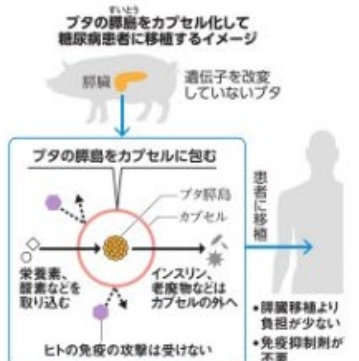 ブタの膵島をカプセル化して
すいとう
糖尿病患者に移植するイメージ
膵臓
遺伝子を改変
していないブタ
ブタの膵島をカプセルに包む
ブタ膵島
カプセル
栄養素、
酸素などを
取り込む
インスリン、
老廃物などは
カプセルの外へ
ヒトの免疫の攻撃は受けない
患者に移植
•膵臓移植より
負担が少ない
•免疫抑制剤が
不要